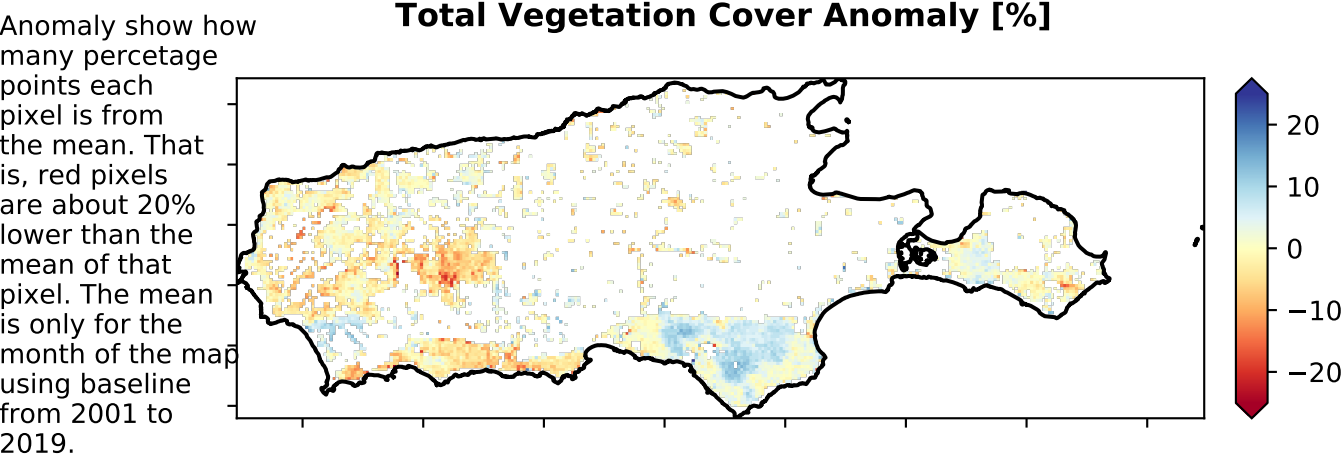 Total Vegetation Cover Anomaly [%]
Anomaly show how
many percetage
points each
pixel is from
the mean. That
is, red pixels
are about 20%
lower than the
mean of that
pixel. The mean
is only for the
month of the map
using baseline
from 2001 to
2019.
20
10
0
−10
−20